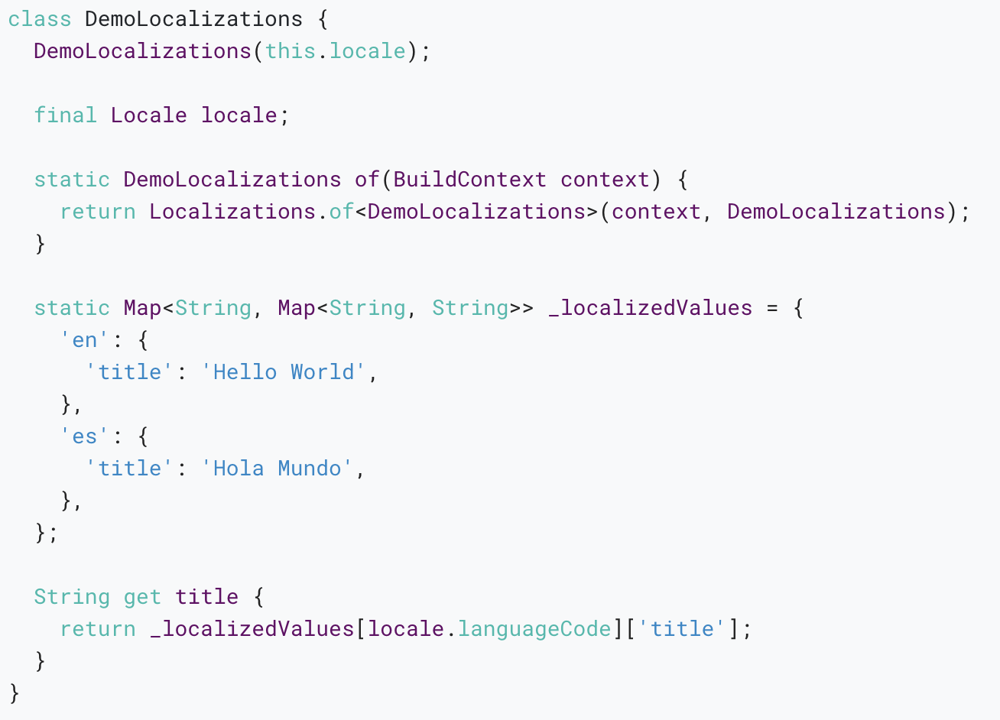 class DemoLocalizations {
  DemoLocalizations(this.locale);

  final Locale locale;

  static DemoLocalizations of(BuildContext context) {
    return Localizations.of<DemoLocalizations>(context, DemoLocalizations);
  }

  static Map<String, Map<String, String>> _localizedValues = {
    'en': {
      'title': 'Hello World',
    },
    'es': {
      'title': 'Hola Mundo',
    },
  };

  String get title {
    return _localizedValues[locale.languageCode]['title'];
  }
}